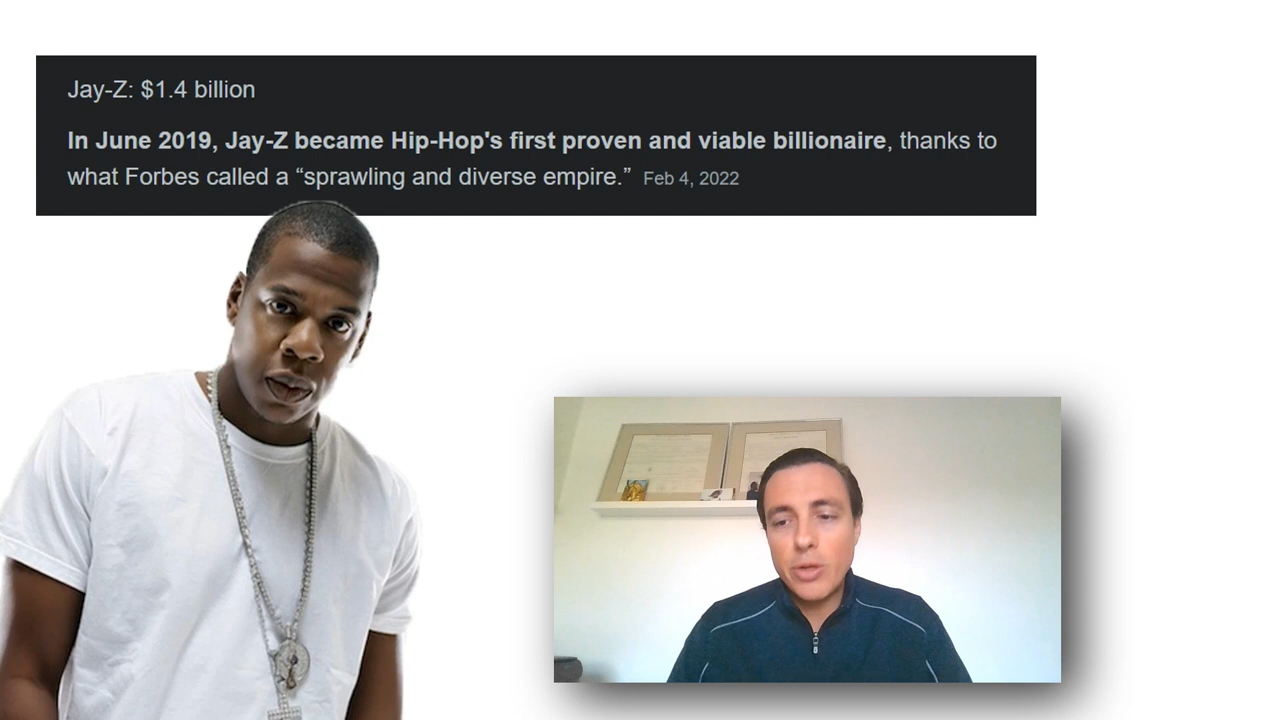 Jay-Z: $1.4 billion
In June 2019, Jay-Z became Hip-Hop's first proven and viable billionaire, thanks to
what Forbes called a “sprawling and diverse empire.” Feb 4, 2022